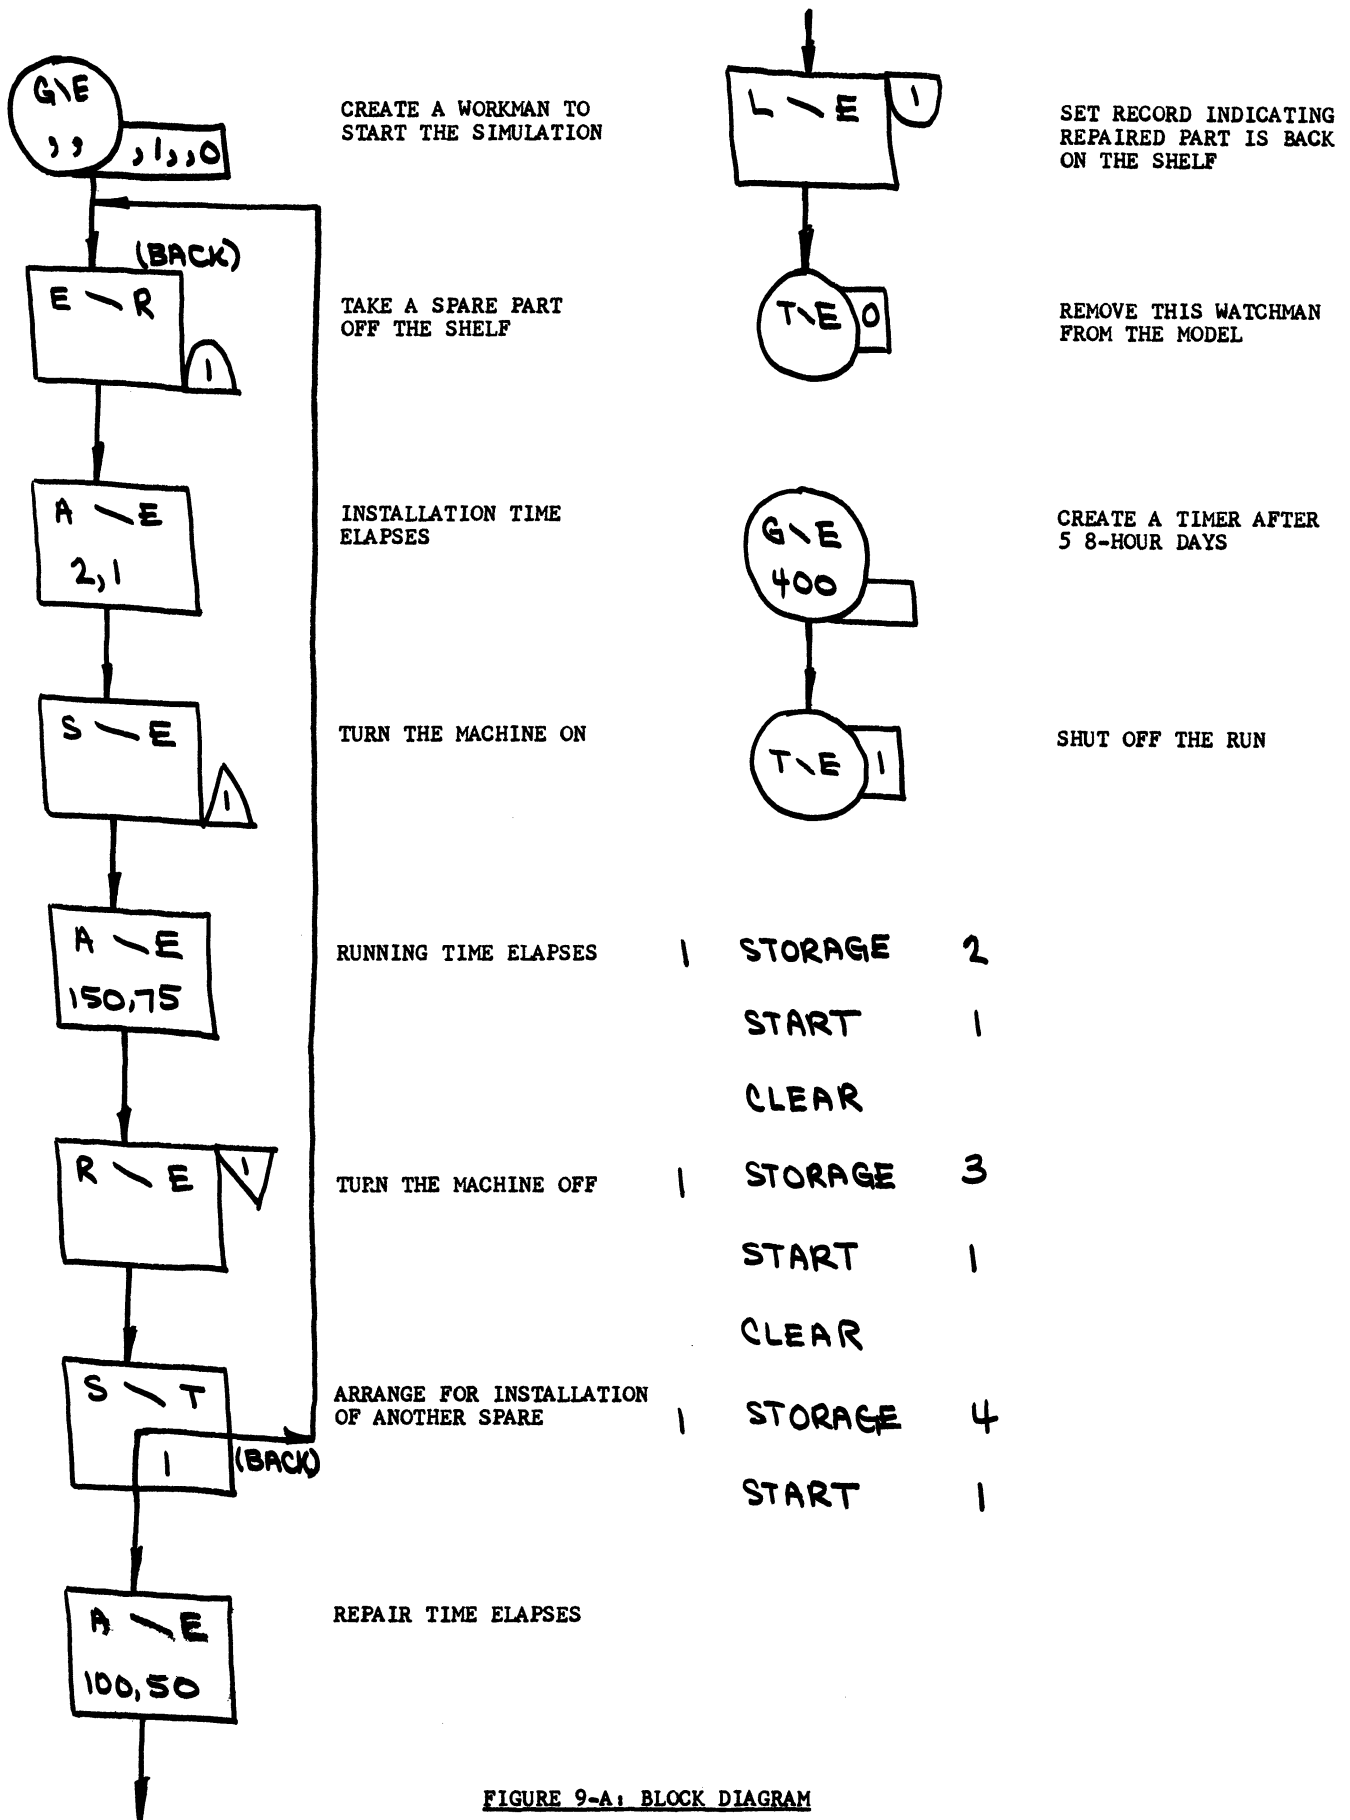 G\E
,,
,1,,0
CREATE A WORKMAN TO
START THE SIMULATION
(BACK)
E \ R
1
TAKE A SPARE PART
OFF THE SHELF
A \ E
2,1
INSTALLATION TIME
ELAPSES
S \ E
1
TURN THE MACHINE ON
A \ E
150,75
RUNNING TIME ELAPSES
R \ E
1
TURN THE MACHINE OFF
S \ T
1
(BACK)
ARRANGE FOR INSTALLATION
OF ANOTHER SPARE
A \ E
100,50
REPAIR TIME ELAPSES
L \ E
1
SET RECORD INDICATING
REPAIRED PART IS BACK
ON THE SHELF
T\E
0
REMOVE THIS WATCHMAN
FROM THE MODEL
G\E
400
CREATE A TIMER AFTER
5 8-HOUR DAYS
T\E
1
SHUT OFF THE RUN
1 STORAGE 2
START 1
CLEAR
1 STORAGE 3
START 1
CLEAR
1 STORAGE 4
START 1
FIGURE 9-A: BLOCK DIAGRAM